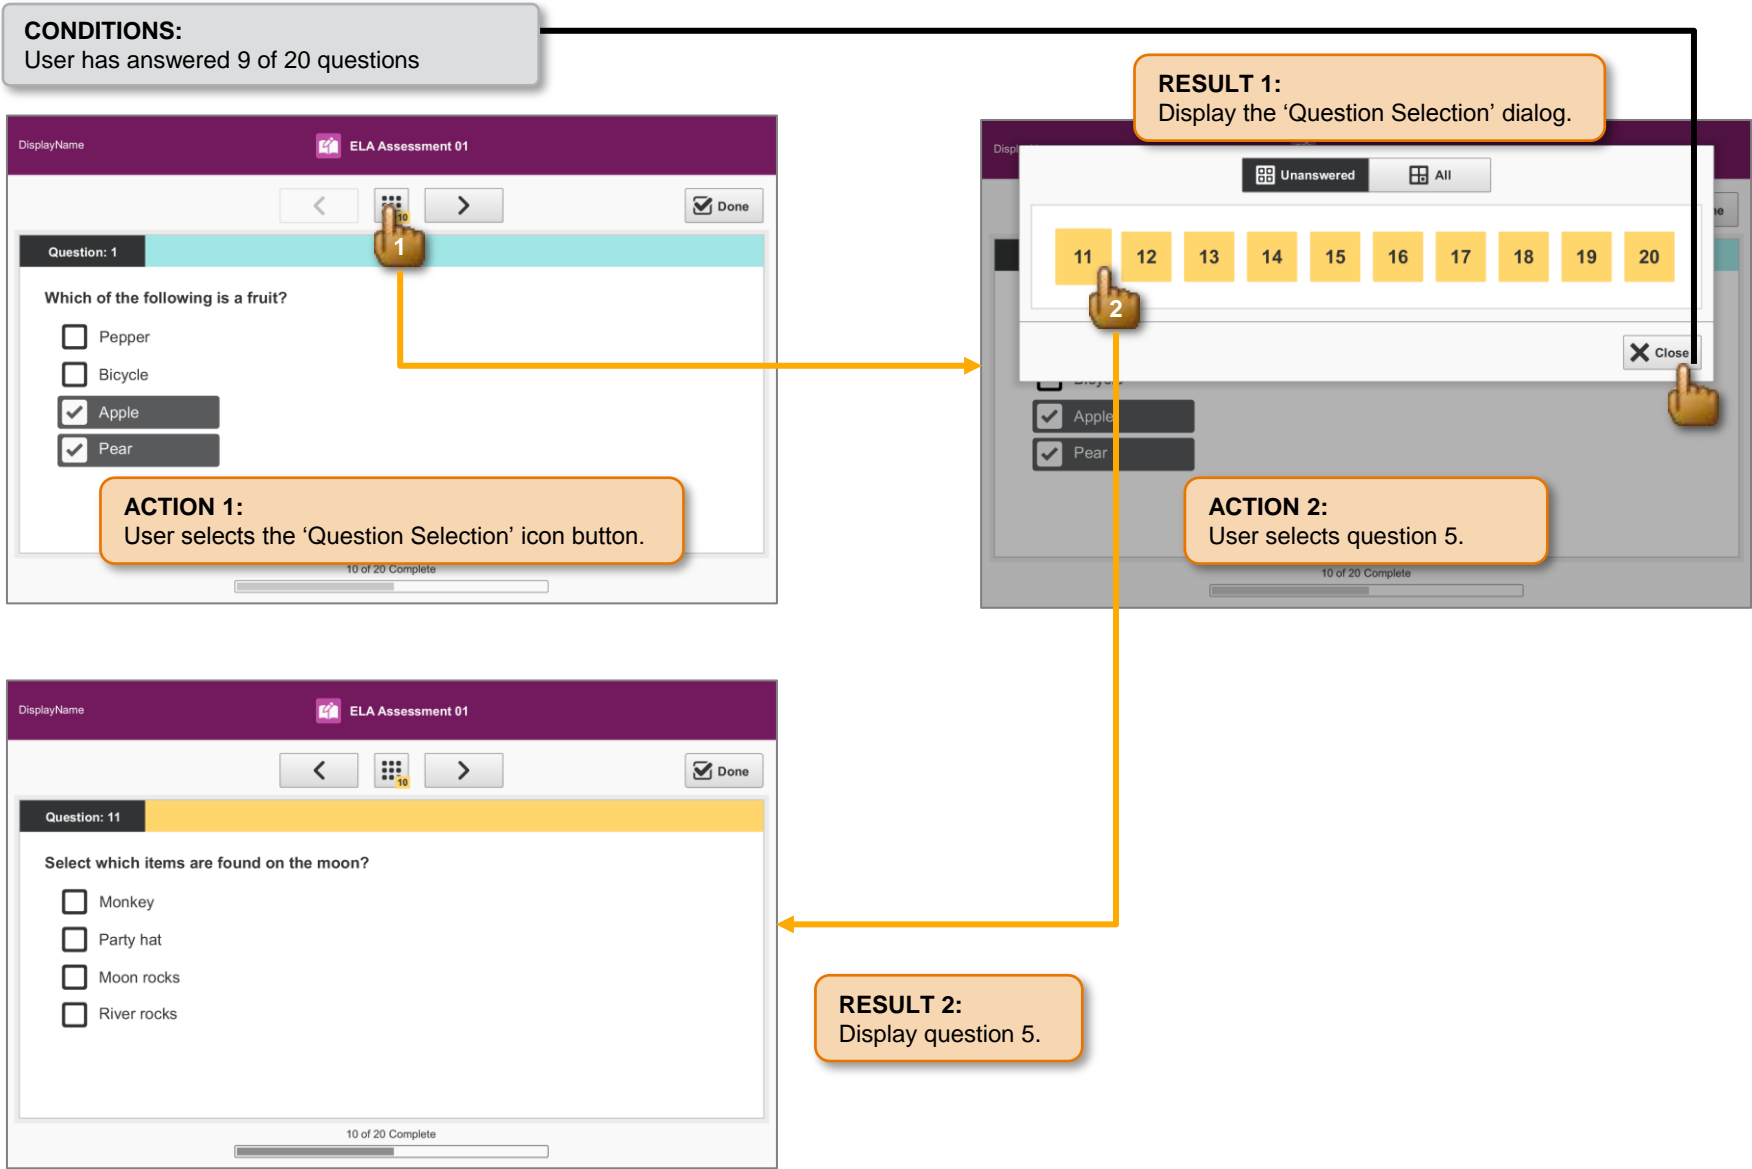 CONDITIONS:
User has answered 9 of 20 questions
DisplayName
ELA Assessment 01
10
1
Done
Question: 1
Which of the following is a fruit?
Pepper
Bicycle
Apple
Pear
ACTION 1:
User selects the ‘Question Selection’ icon button.
10 of 20 Complete
RESULT 1:
Display the ‘Question Selection’ dialog.
Unanswered
All
11 12 13 14 15 16 17 18 19 20
2
Close
Bicycle
Apple
Pear
ACTION 2:
User selects question 5.
10 of 20 Complete
DisplayName
ELA Assessment 01
10
Done
Question: 11
Select which items are found on the moon?
Monkey
Party hat
Moon rocks
River rocks
10 of 20 Complete
RESULT 2:
Display question 5.